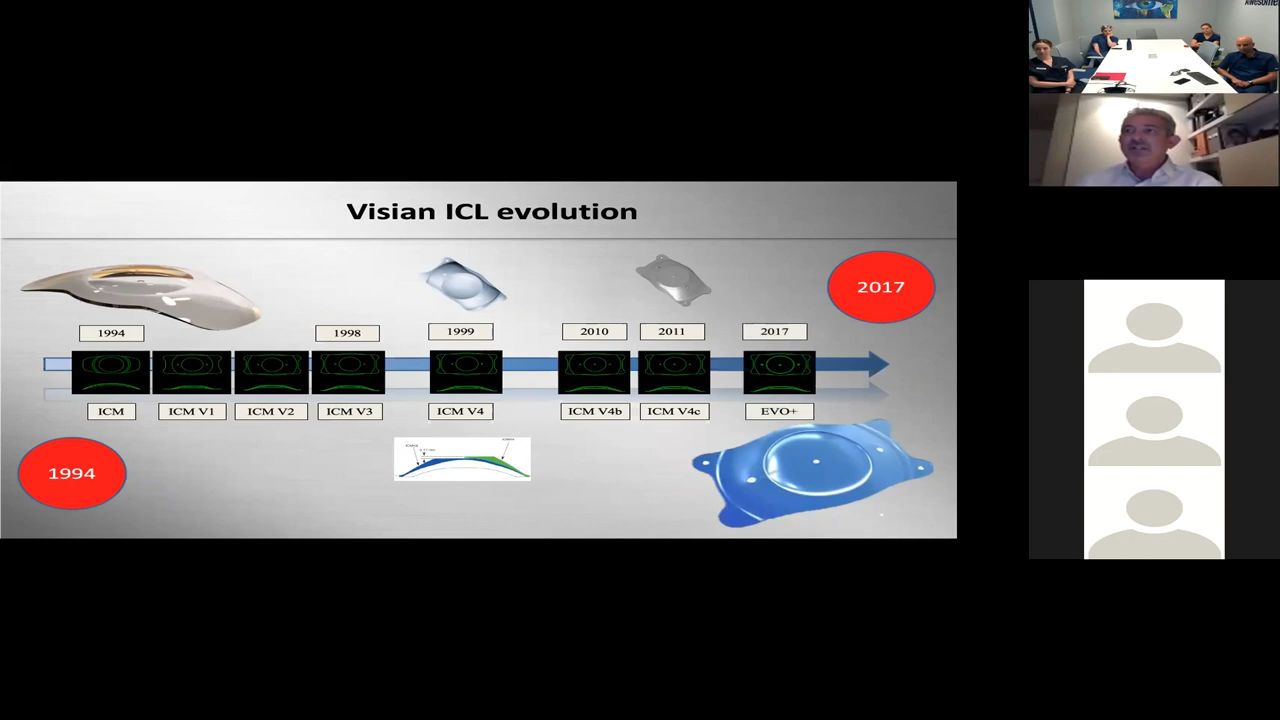 Visian ICL evolution
2017
1994
1998
1999
2010
2011
2017
ICM
ICM V1
ICM V2
ICM V3
ICM V4
ICM V4b
ICM V4c
EVO+
1994